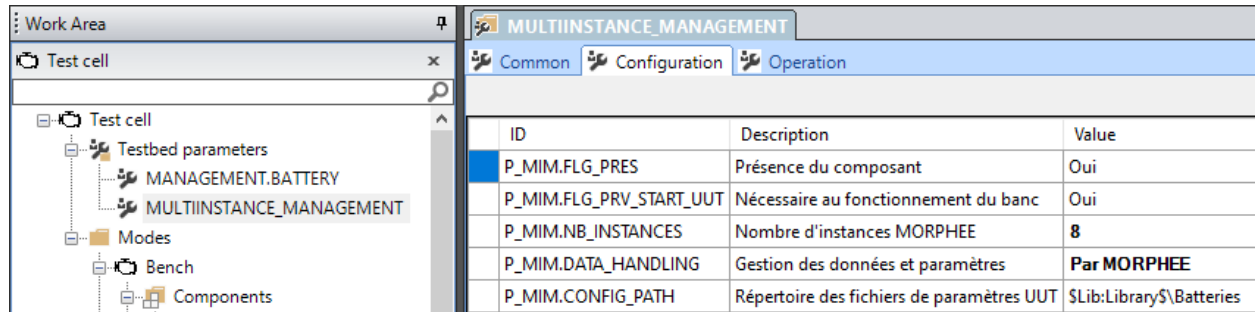 Work Area
Test cell
Test cell
Testbed parameters
MANAGEMENT.BATTERY
MULTIINSTANCE_MANAGEMENT
Modes
Bench
Components
MULTIINSTANCE_MANAGEMENT
Common Configuration Operation
ID Description Value
P_MIM.FLG_PRES Présence du composant Oui
P_MIM.FLG_PRV_START_UUT Nécessaire au fonctionnement du banc Oui
P_MIM.NB_INSTANCES Nombre d'instances MORPHEE 8
P_MIM.DATA_HANDLING Gestion des données et paramètres Par MORPHEE
P_MIM.CONFIG_PATH Répertoire des fichiers de paramètres UUT $Lib:Library$\Batteries